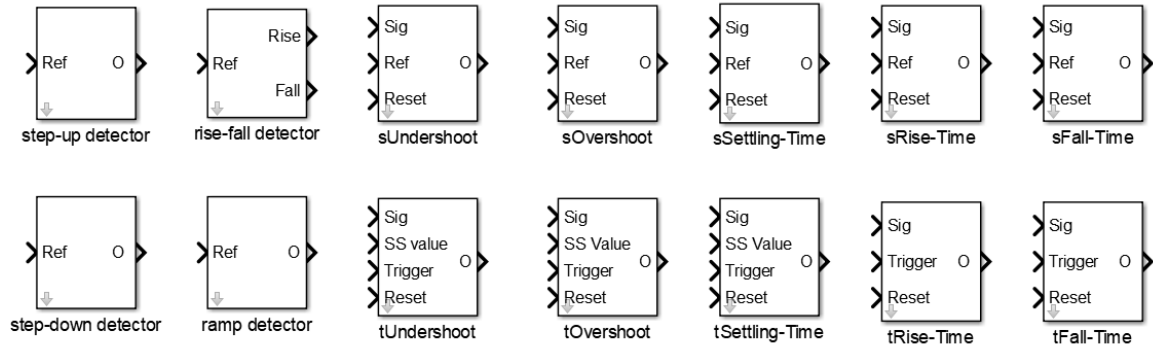 Ref O
step-up detector
Rise
Ref
Fall
rise-fall detector
Sig
Ref O
Reset
sUndershoot
Sig
Ref O
Reset
sOvershoot
Sig
Ref O
Reset
sSettling-Time
Sig
Ref O
Reset
sRise-Time
Sig
Ref O
Reset
sFall-Time
Ref O
step-down detector
Ref O
ramp detector
Sig
SS value
O
Trigger
Reset
tUndershoot
Sig
SS Value
O
Trigger
Reset
tOvershoot
Sig
SS Value
O
Trigger
Reset
tSettling-Time
Sig
Trigger O
Reset
tRise-Time
Sig
Trigger O
Reset
tFall-Time